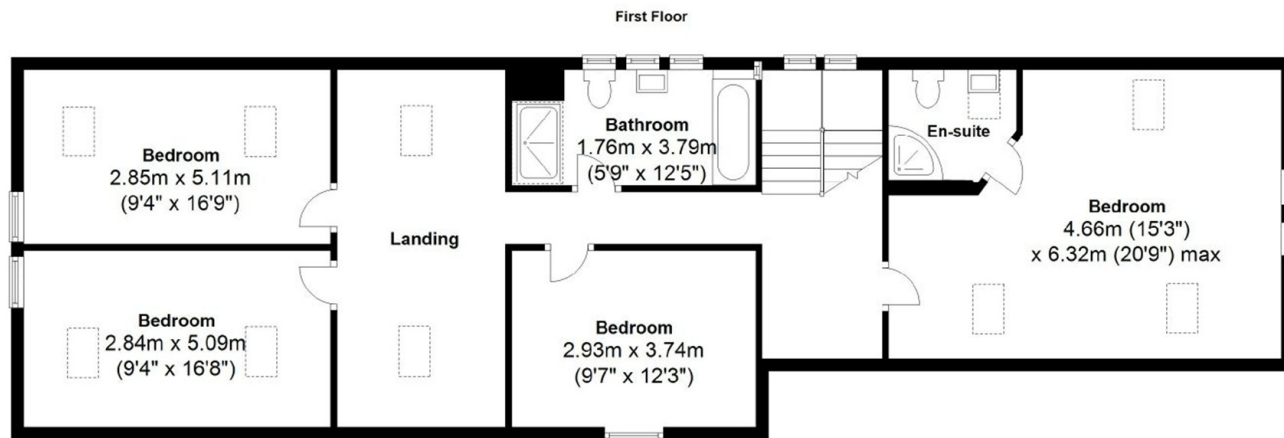 First Floor
Bedroom
2.85m x 5.11m
(9'4" x 16'9")
Bathroom
1.76m x 3.79m
(5'9" x 12'5")
En-suite
Landing
Bedroom
4.66m (15'3")
x 6.32m (20'9") max
Bedroom
2.84m x 5.09m
(9'4" x 16'8")
Bedroom
2.93m x 3.74m
(9'7" x 12'3")